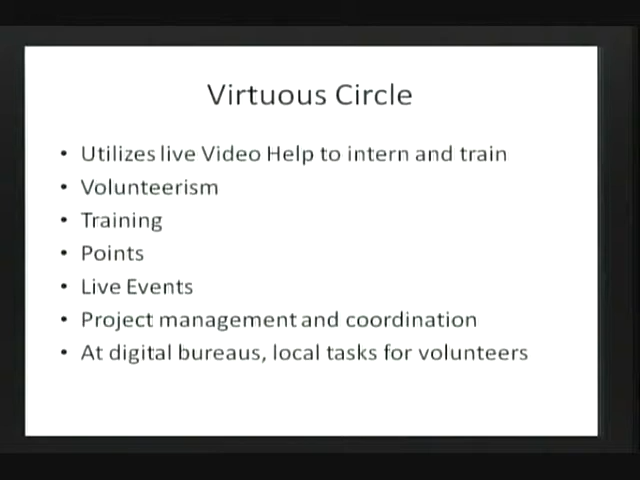 Virtuous Circle
• Utilizes live Video Help to intern and train
• Volunteerism
• Training
• Points
• Live Events
• Project management and coordination
• At digital bureaus, local tasks for volunteers